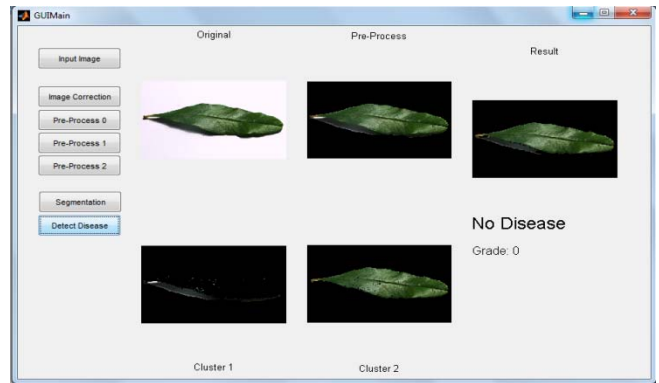 GUIMain
Original
Pre-Process
Result
Input Image
Image Correction
Pre-Process 0
Pre-Process 1
Pre-Process 2
Segmentation
Detect Disease
No Disease
Grade: 0
Cluster 1
Cluster 2